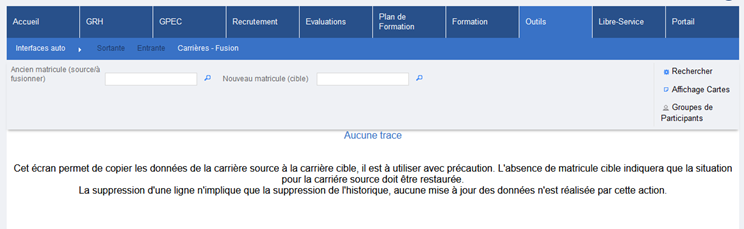 Accueil GRH GPEC Recrutement Evaluations Plan de Formation Formation Outils Libre-Service Portail
Interfaces auto Sortante Entrante Carrières - Fusion
Ancien matricule (source/à fusionner) Nouveau matricule (cible)
Rechercher
Affichage Cartes
Groupes de
Participants
Aucune trace
Cet écran permet de copier les données de la carrière source à la carrière cible, il est à utiliser avec précaution. L'absence de matricule cible indiquera que la situation
pour la carriére source doit être restaurée.
La suppression d'une ligne n'implique que la suppression de l'historique, aucune mise à jour des données n'est réalisée par cette action.